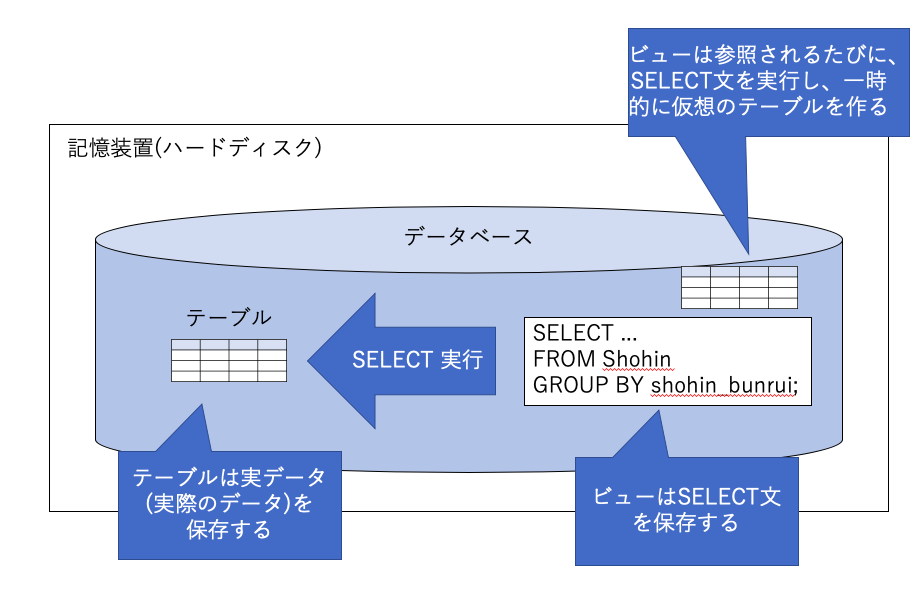 ビューは参照されるたびに、
SELECT文を実行し、一時
的に仮想のテーブルを作る
記憶装置(ハードディスク)
データベース
テーブル
SELECT 実行
SELECT ...
FROM Shohin
GROUP BY shohin_bunrui;
テーブルは実データ
(実際のデータ)を
保存する
ビューはSELECT文
を保存する